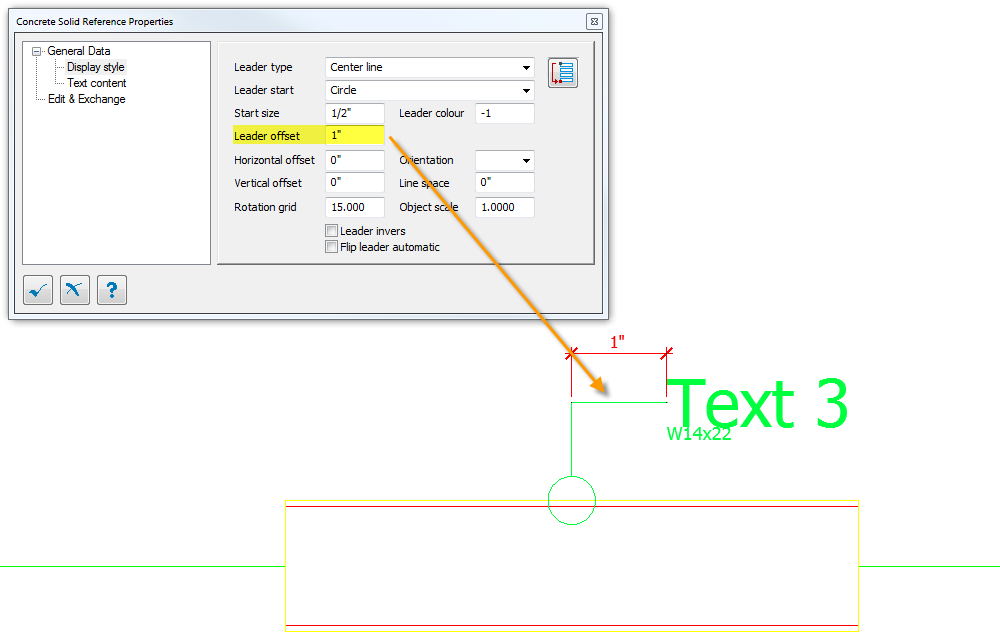 Concrete Solid Reference Properties
General Data
Display style
Text content
Edit & Exchange
Leader type Center line
Leader start Circle
Start size 1/2" Leader colour -1
Leader offset 1"
Horizontal offset 0" Orientation
Vertical offset 0" Line space 0"
Rotation grid 15.000 Object scale 1.0000
Leader invers
Flip leader automatic
?
1"
Text 3
W14x22